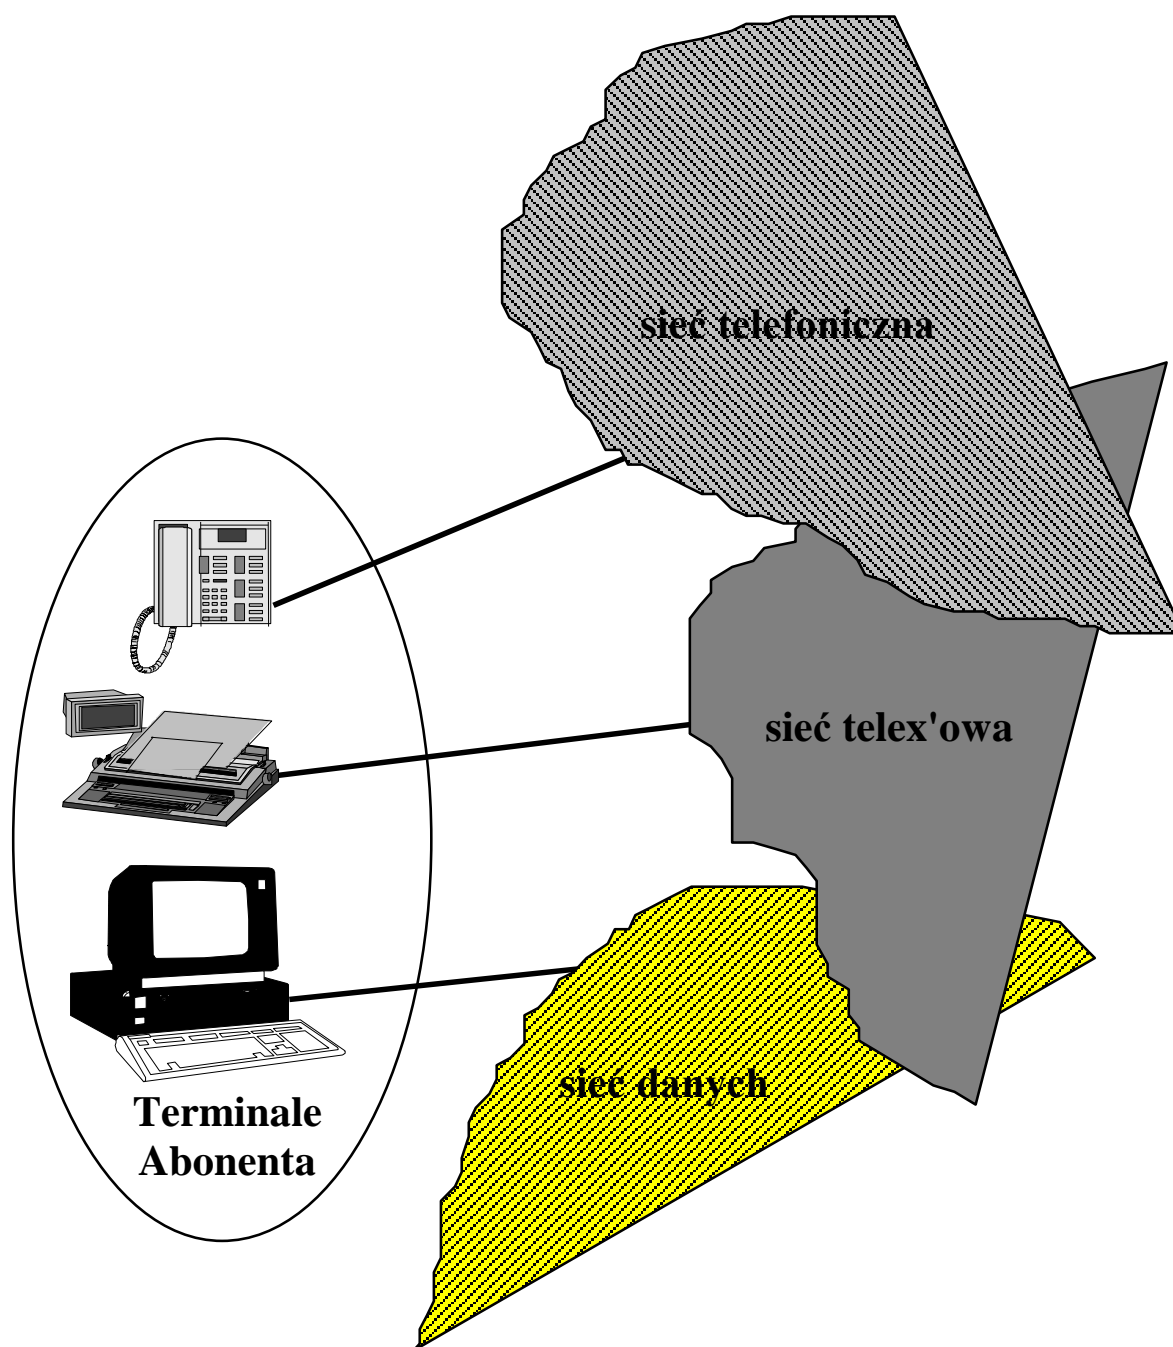 sieć telefoniczna
sieć telex'owa
sieć danych
Terminale
Abonenta